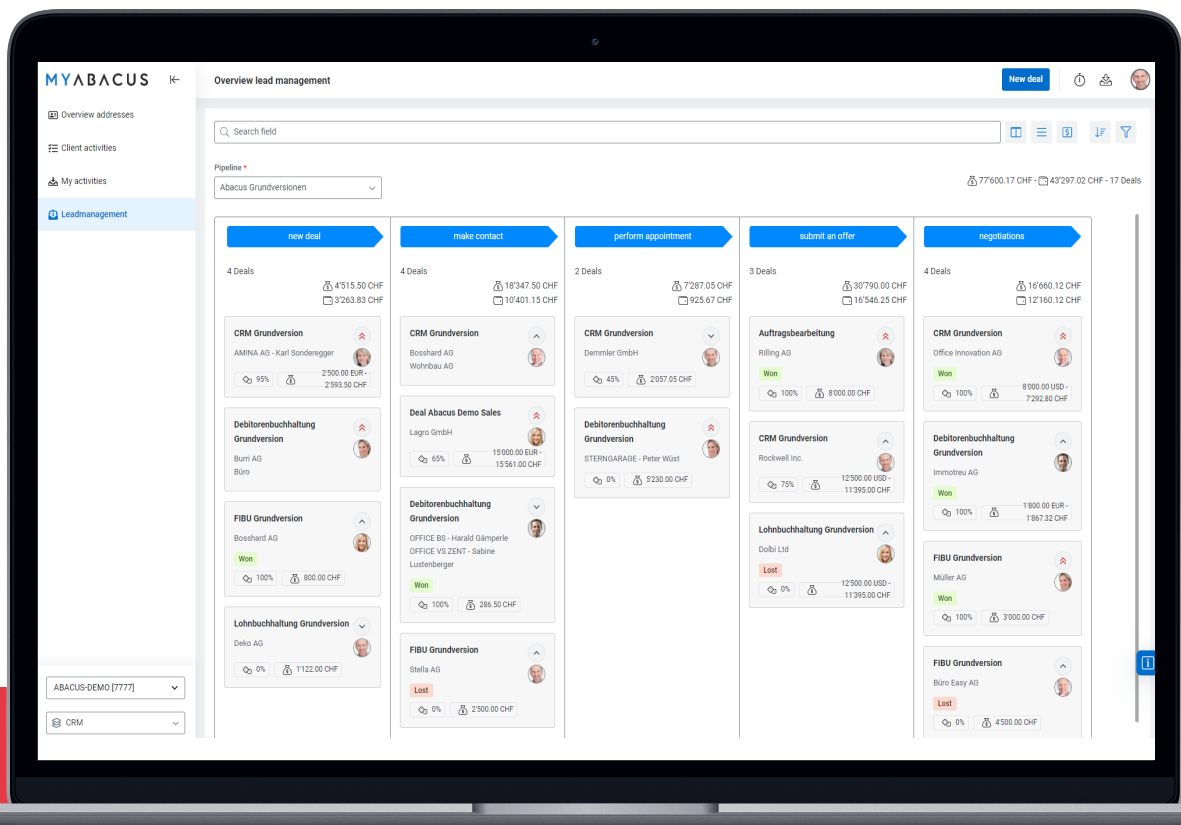 MYABACUS
Overview lead management
New deal
Overview addresses
Client activities
My activities
Leadmanagement
Search field
Pipeline *
Abacus Grundversionen
77'600.17 CHF - 43'297.02 CHF - 17 Deals
new deal
4 Deals
4'515.50 CHF
3'263.83 CHF
CRM Grundversion
AMINA AG - Karl Sonderegger
95%
2'500.00 EUR -
2'593.50 CHF
Debitorenbuchhaltung
Grundversion
Burri AG
Büro
FIBU Grundversion
Bosshard AG
Won
100% 800.00 CHF
Lohnbuchhaltung Grundversion
Deko AG
0% 1'122.00 CHF
make contact
4 Deals
18'347.50 CHF
10'401.15 CHF
CRM Grundversion
Bosshard AG
Wohnbau AG
Deal Abacus Demo Sales
Lagro GmbH
65%
15'000.00 EUR -
15'561.00 CHF
Debitorenbuchhaltung
Grundversion
OFFICE BS - Harald Gämperle
OFFICE VS ZENT - Sabine
Lustenberger
Won
100% 286.50 CHF
FIBU Grundversion
Stella AG
Lost
0% 2'500.00 CHF
perform appointment
2 Deals
7'287.05 CHF
925.67 CHF
CRM Grundversion
Demmler GmbH
45% 2'057.05 CHF
Debitorenbuchhaltung
Grundversion
STERNGARAGE - Peter Wüst
0% 5'230.00 CHF
submit an offer
3 Deals
30'790.00 CHF
16'546.25 CHF
Auftragsbearbeitung
Rilling AG
Won
100% 8'000.00 CHF
CRM Grundversion
Rockwell Inc.
75%
12'500.00 USD -
11'395.00 CHF
Lohnbuchhaltung Grundversion
Dolbi Ltd
Lost
0%
12'500.00 USD -
11'395.00 CHF
negotiations
4 Deals
16'660.12 CHF
12'160.12 CHF
CRM Grundversion
Office Innovation AG
Won
100%
8'000.00 USD -
7'292.80 CHF
Debitorenbuchhaltung
Grundversion
Immotreu AG
Won
100%
1'800.00 EUR -
1'867.32 CHF
FIBU Grundversion
Müller AG
Won
100% 3'000.00 CHF
FIBU Grundversion
Büro Easy AG
Lost
0% 4'500.00 CHF
ABACUS-DEMO [7777]
CRM